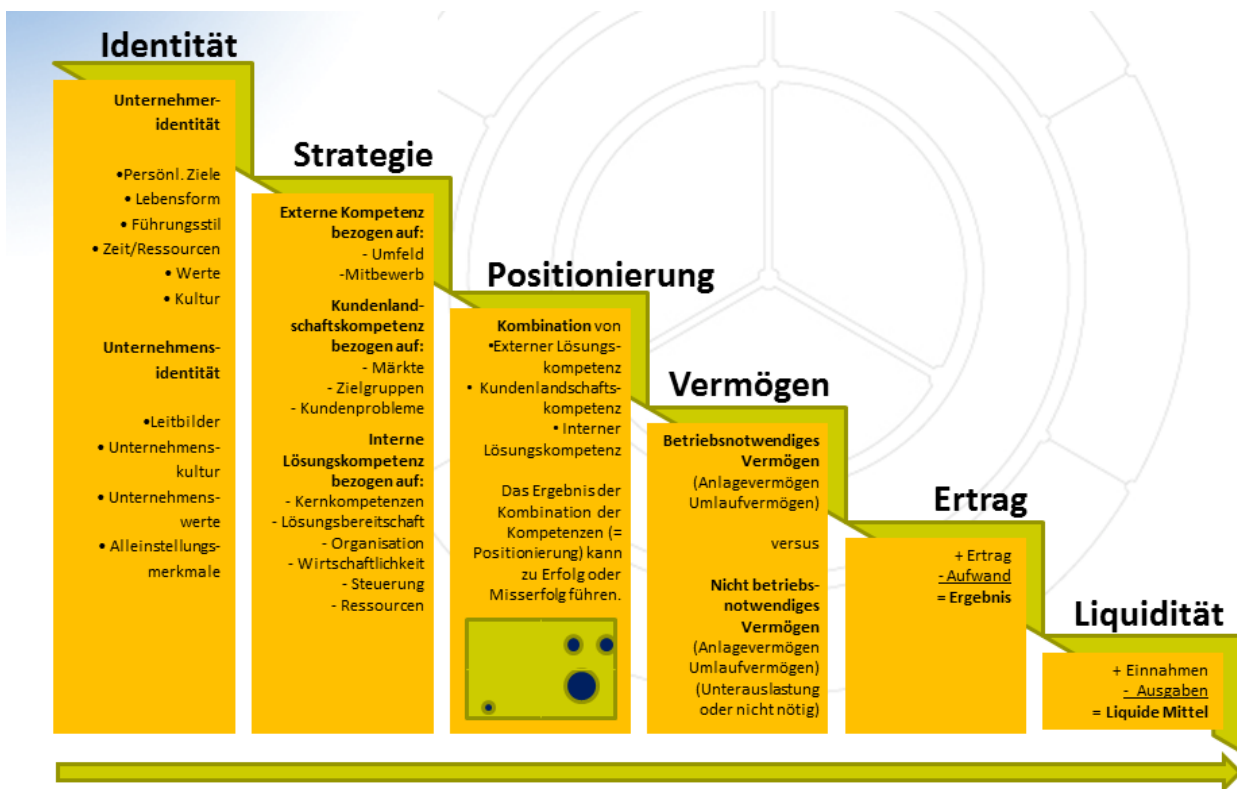 Identität
Unternehmer-
identität
•Persönl. Ziele
• Lebensform
• Führungsstil
• Zeit/Ressourcen
• Werte
• Kultur
Unternehmens-
identität
•Leitbilder
• Unternehmens-
kultur
• Unternehmens-
werte
• Alleinstellungs-
merkmale
Strategie
Externe Kompetenz
bezogen auf:
- Umfeld
-Mitbewerb
Kundenland-
schaftskompetenz
bezogen auf:
- Märkte
- Zielgruppen
- Kundenprobleme
Interne
Lösungskompetenz
bezogen auf:
- Kernkompetenzen
- Lösungsbereitschaft
- Organisation
- Wirtschaftlichkeit
- Steuerung
- Ressourcen
Positionierung
Kombination von
•Externer Lösungs-
kompetenz
• Kundenlandschafts-
kompetenz
• Interner
Lösungskompetenz
Das Ergebnis der
Kombination der
Kompetenzen (=
Positionierung) kann
zu Erfolg oder
Misserfolg führen.
Vermögen
Betriebsnotwendiges
Vermögen
(Anlagevermögen
Umlaufvermögen)
versus
Nicht betriebs-
notwendiges
Vermögen
(Anlagevermögen
Umlaufvermögen)
(Unterauslastung
oder nicht nötig)
Ertrag
+ Ertrag
- Aufwand
= Ergebnis
Liquidität
+ Einnahmen
- Ausgaben
= Liquide Mittel